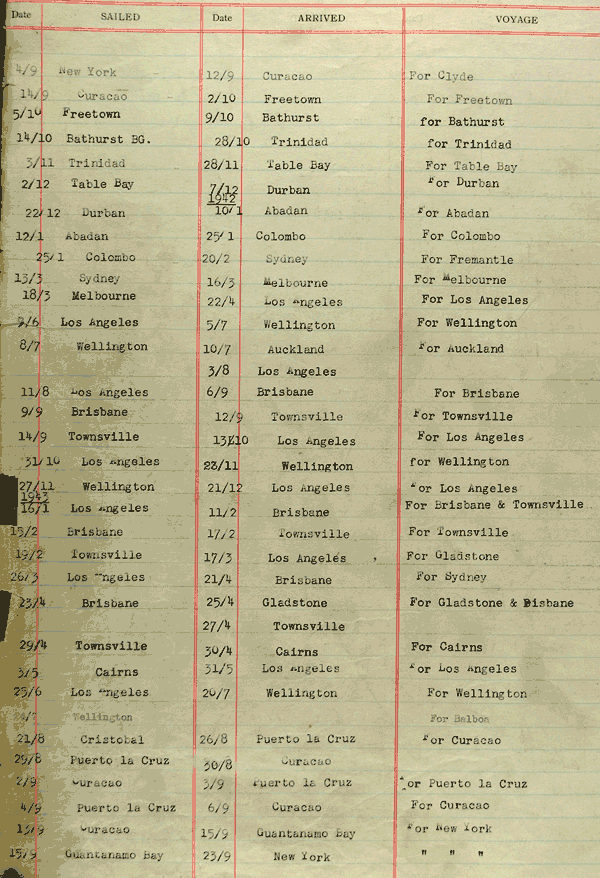 Date SAILED Date ARRIVED VOYAGE
4/9 New York 12/9 Curacao For Clyde
14/9 Curacao 2/10 Freetown For Freetown
5/10 Freetown 9/10 Bathurst for Bathurst
14/10 Bathurst BG. 28/10 Trinidad for Trinidad
3/11 Trinidad 28/11 Table Bay For Table Bay
2/12 Table Bay 7/12 Durban For Durban
1942
22/12 Durban 10/1 Abadan For Abadan
12/1 Abadan 25/1 Colombo For Colombo
25/1 Colombo 20/2 Sydney For Fremantle
13/3 Sydney 16/3 Melbourne For Melbourne
18/3 Melbourne 22/4 Los Angeles For Los Angeles
2/6 Los Angeles 5/7 Wellington For Wellington
8/7 Wellington 10/7 Auckland For Auckland
3/8 Los Angeles
11/8 Los Angeles 6/9 Brisbane For Brisbane
9/9 Brisbane 12/9 Townsville For Townsville
14/9 Townsville 13/10 Los Angeles For Los Angeles
31/10 Los Angeles 23/11 Wellington for Wellington
27/11 Wellington 21/12 Los Angeles For Los Angeles
1943
16/1 Los Angeles 11/2 Brisbane For Brisbane & Townsville
15/2 Brisbane 17/2 Townsville For Townsville
19/2 Townsville 17/3 Los Angeles For Gladstone
26/3 Los Angeles 21/4 Brisbane For Sydney
23/4 Brisbane 25/4 Gladstone For Gladstone & Bisbane
27/4 Townsville
29/4 Townsville 30/4 Cairns For Cairns
3/5 Cairns 31/5 Los Angeles For Los Angeles
25/6 Los Angeles 20/7 Wellington For Wellington
Wellington For Balboa
21/8 Cristobal 26/8 Puerto la Cruz For Curacao
29/8 Puerto la Cruz 30/8 Curacao
2/9 Curacao 3/9 Puerto la Cruz For Puerto la Cruz
4/9 Puerto la Cruz 6/9 Curacao For Curacao
13/9 Curacao 15/9 Guantanamo Bay For New York
15/9 Guantanamo Bay 23/9 New York " " "